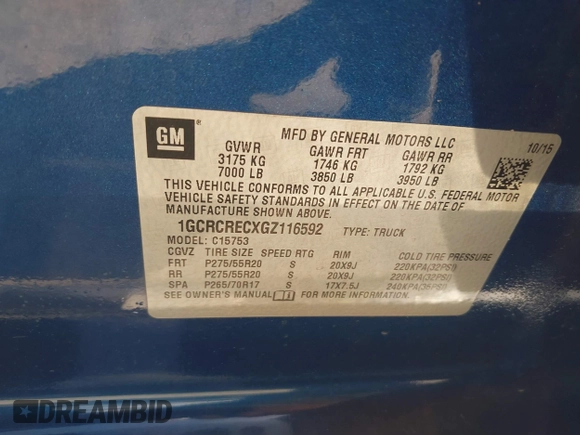 GM ®
MFD BY GENERAL MOTORS LLC
10/15
GVWR GAWR FRT GAWR RR
3175 KG 1746 KG 1792 KG
7000 LB 3850 LB 3950 LB
THIS VEHICLE CONFORMS TO ALL APPLICABLE U.S. FEDERAL MOTOR
VEHICLE SAFETY STANDARDS IN EFFECT ON THE DATE OF
MANUFACTURE SHOWN ABOVE.
1GCRCRECXGZ116592 TYPE: TRUCK
MODEL: C15753
CGVZ TIRE SIZE SPEED RTG RIM COLD TIRE PRESSURE
FRT P275/55R20 S 20X9J 220KPA(32PSI)
RR P275/55R20 S 20X9J 220KPA(32PSI)
SPA P265/70R17 S 17X7.5J 240KPA(35PSI)
SEE OWNER'S MANUAL FOR MORE INFORMATION.
DREAMBID